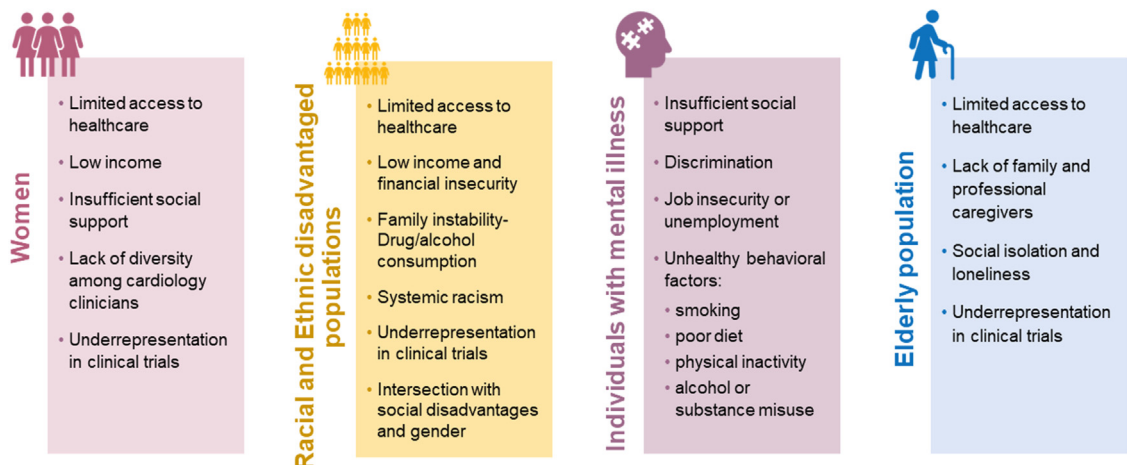 Women
• Limited access to
healthcare
• Low income
• Insufficient social
support
• Lack of diversity
among cardiology
clinicians
• Underrepresentation
in clinical trials
Racial and Ethnic disadvantaged
populations
• Limited access to
healthcare
• Low income and
financial insecurity
• Family instability-
Drug/alcohol
consumption
• Systemic racism
• Underrepresentation
in clinical trials
• Intersection with
social disadvantages
and gender
Individuals with mental illness
• Insufficient social
support
• Discrimination
• Job insecurity or
unemployment
• Unhealthy behavioral
factors:
• smoking
• poor diet
• physical inactivity
• alcohol or
substance misuse
Elderly population
• Limited access to
healthcare
• Lack of family and
professional
caregivers
• Social isolation and
loneliness
• Underrepresentation
in clinical trials